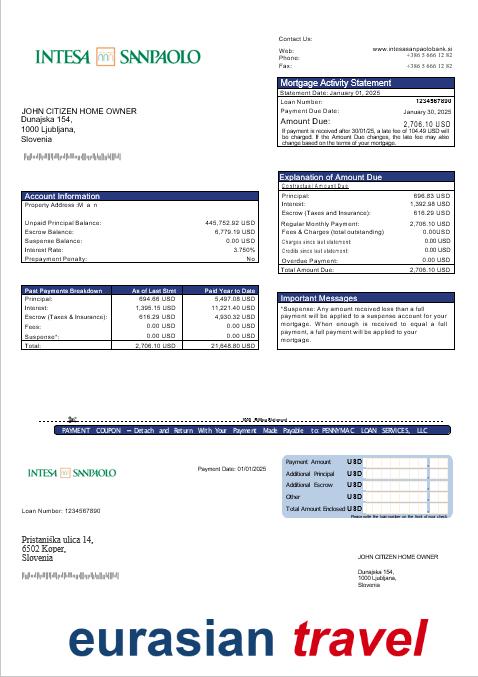 INTESA SANPAOLO
Contact Us:
Web: www.intesasanpaolobank.si
Phone: +386 5 666 12 82
Fax: +386 5 666 12 82
Mortgage Activity Statement
Statement Date: January 01, 2025
Loan Number: 1234567890
Payment Due Date: January 30, 2025
Amount Due: 2,706.10 USD
If payment is received after 30/01/25, a late fee of 104.49 USD will
be charged. If the Amount Due changes, the late fee may also
change based on the terms of your mortgage.
JOHN CITIZEN HOME OWNER
Dunajska 154,
1000 Ljubljana,
Slovenia
Explanation of Amount Due
Contractual Amount Due
Principal: 696.83 USD
Interest: 1,392.98 USD
Escrow (Taxes and Insurance): 616.29 USD
Regular Monthly Payment: 2,706.10 USD
Fees & Charges (total outstanding) 0.00USD
Charges since last statement: 0.00 USD
Credits since last statement: 0.00 USD
Overdue Payment: 0.00 USD
Total Amount Due: 2,706.10 USD
Account Information
Property Address :M a n
Unpaid Principal Balance: 445,752.92 USD
Escrow Balance: 6,779.19 USD
Suspense Balance: 0.00 USD
Interest Rate: 3.750%
Prepayment Penalty: No
Past Payments Breakdown As of Last Stmt Paid Year to Date
Principal: 694.66 USD 5,497.08 USD
Interest: 1,395.15 USD 11,221.40 USD
Escrow (Taxes & Insurance): 616.29 USD 4,930.32 USD
Fees: 0.00 USD 0.00 USD
Suspense*: 0.00 USD 0.00 USD
Total: 2,706.10 USD 21,648.80 USD
Important Messages
*Suspense: Any amount received less than a full
payment will be applied to a suspense account for your
mortgage. When enough is received to equal a full
payment, a full payment will be applied to your
mortgage.
PAYMENT COUPON – Detach and Return With Your Payment Made Payable to: PENNYMAC LOAN SERVICES, LLC
INTESA SANPAOLO
Payment Date: 01/01/2025
Payment Amount USD
Additional Principal USD
Additional Escrow USD
Other USD
Total Amount Enclosed USD
Please write the loan number on the front of your check
Loan Number: 1234567890
Pristaniška ulica 14,
6502 Koper,
Slovenia
JOHN CITIZEN HOME OWNER
Dunajska 154,
1000 Ljubljana,
Slovenia
eurasian travel